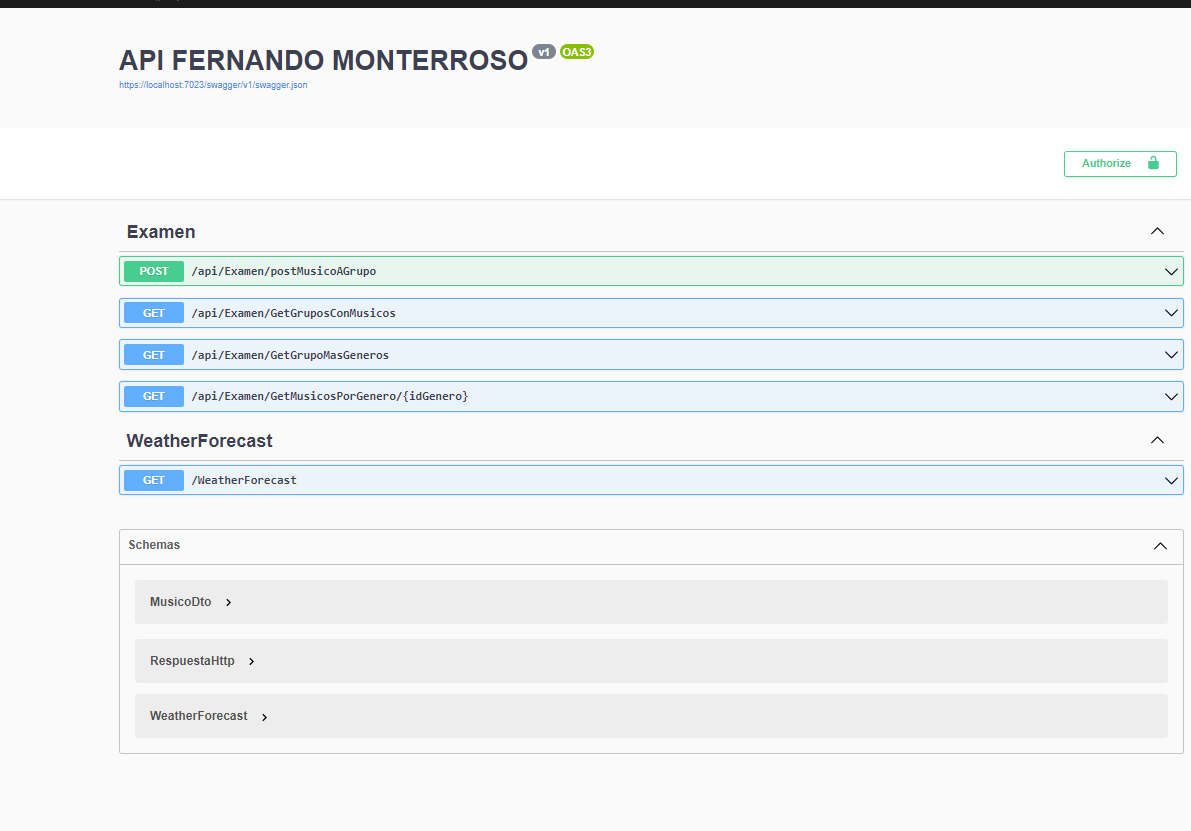 API FERNANDO MONTERROSO v1 OAS3
https://localhost:7023/swagger/v1/swagger.json
Authorize
Examen
POST /api/Examen/postMusicoAGrupo
GET /api/Examen/GetGruposConMusicos
GET /api/Examen/GetGrupoMasGeneros
GET /api/Examen/GetMusicosPorGenero/{idGenero}
WeatherForecast
GET /WeatherForecast
Schemas
MusicoDto
RespuestaHttp
WeatherForecast